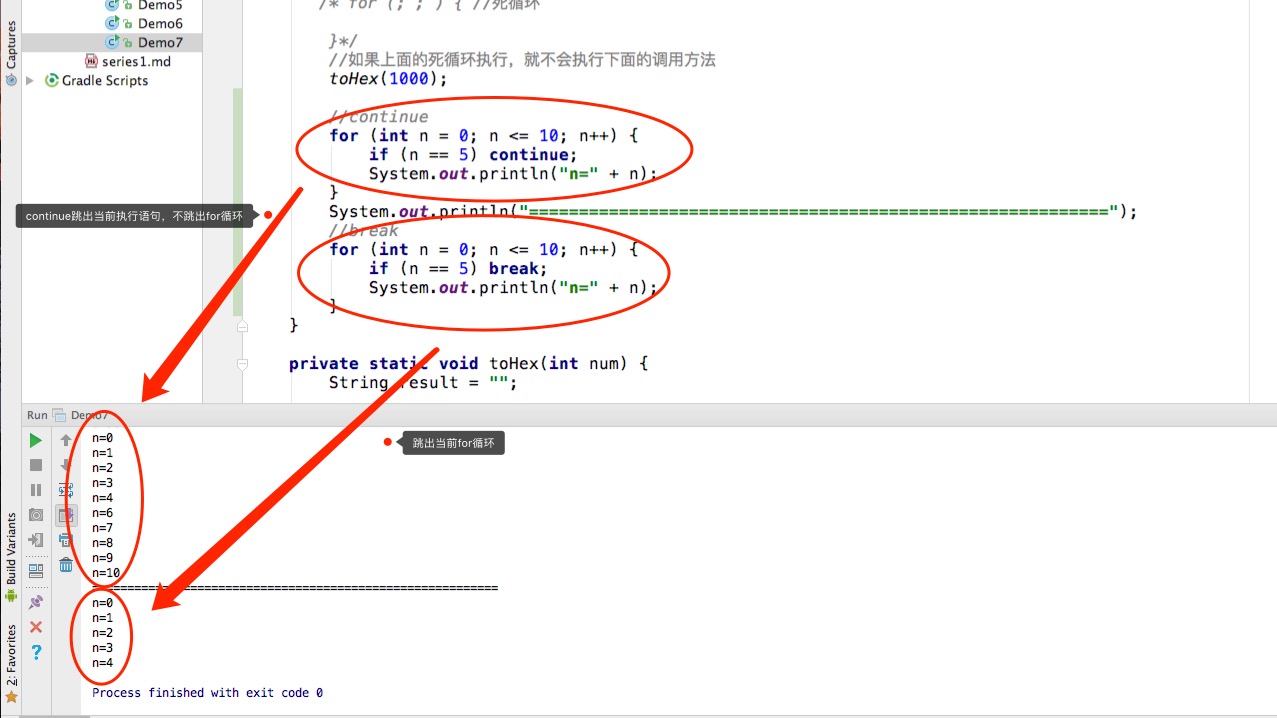 Captures
Demo5
Demo6
Demo7
series1.md
Gradle Scripts
/* for (; ; ) { //死循环
}*/
//如果上面的死循环执行，就不会执行下面的调用方法
toHex(1000);
//continue
for (int n = 0; n <= 10; n++) {
if (n == 5) continue;
System.out.println("n=" + n);
}
continue跳出当前执行语句，不跳出for循环
System.out.println("==========================================================");
//break
for (int n = 0; n <= 10; n++) {
if (n == 5) break;
System.out.println("n=" + n);
}
}
private static void toHex(int num) {
String result = "";
Run Demo7
跳出当前for循环
n=0
n=1
n=2
n=3
n=4
n=6
n=7
n=8
n=9
n=10
==========================================================
n=0
n=1
n=2
n=3
n=4
Process finished with exit code 0
Build Variants
2: Favorites